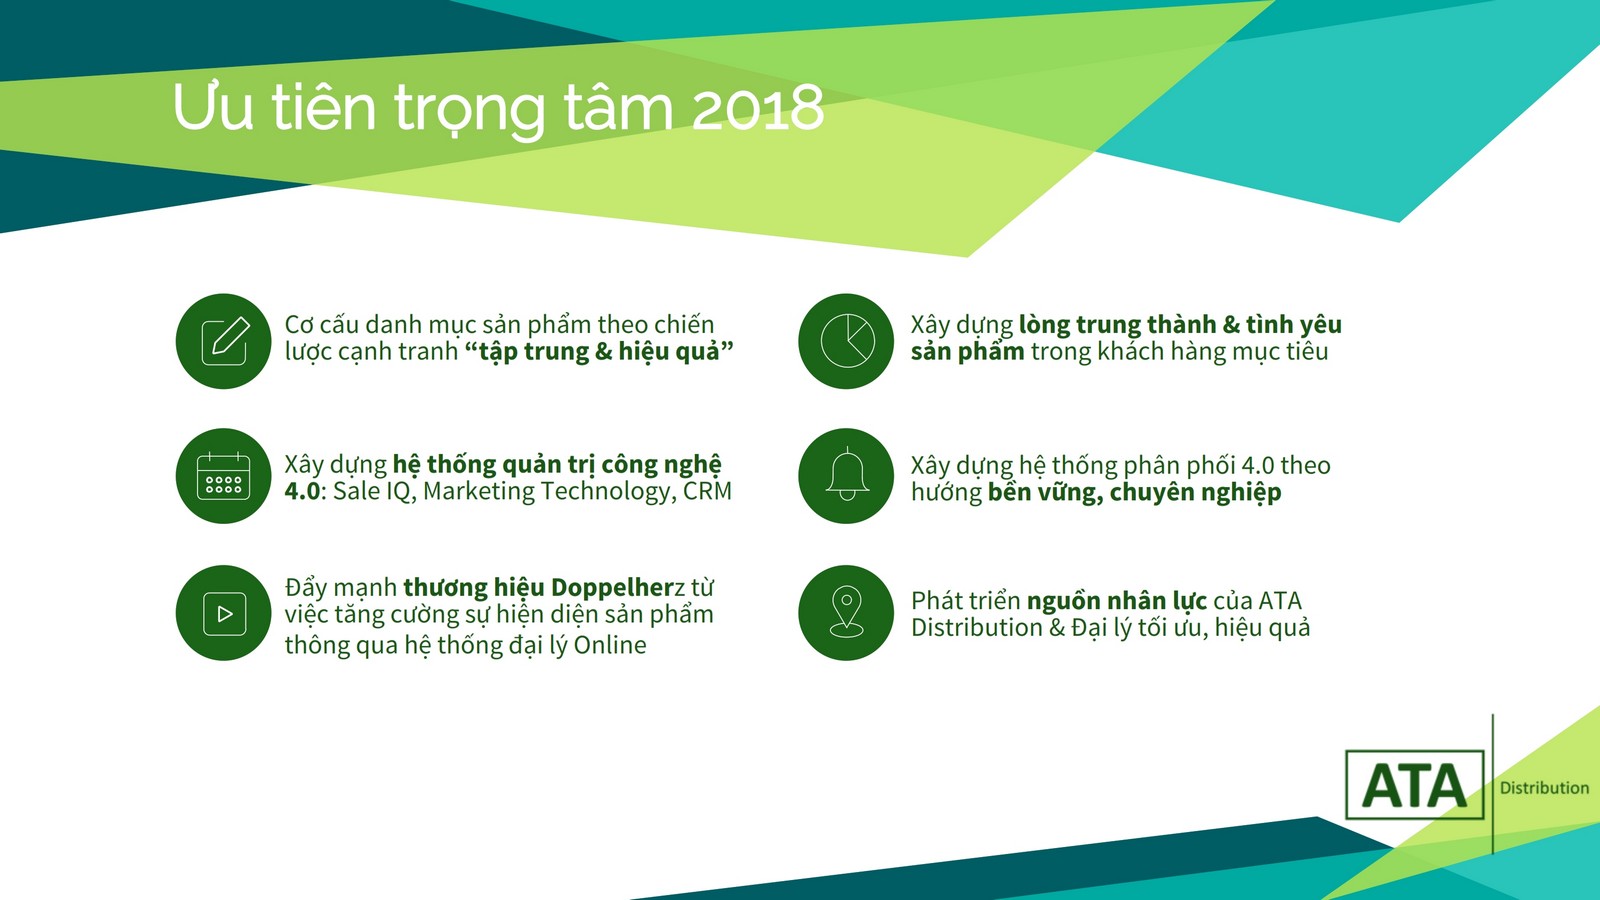 Ưu tiên trọng tâm 2018
Cơ cấu danh mục sản phẩm theo chiến
lược cạnh tranh “tập trung & hiệu quả”
Xây dựng hệ thống quản trị công nghệ
4.0: Sale IQ, Marketing Technology, CRM
Đẩy mạnh thương hiệu Doppelherz từ
việc tăng cường sự hiện diện sản phẩm
thông qua hệ thống đại lý Online
Xây dựng lòng trung thành & tình yêu
sản phẩm trong khách hàng mục tiêu
Xây dựng hệ thống phân phối 4.0 theo
hướng bền vững, chuyên nghiệp
Phát triển nguồn nhân lực của ATA
Distribution & Đại lý tối ưu, hiệu quả
ATA
Distribution